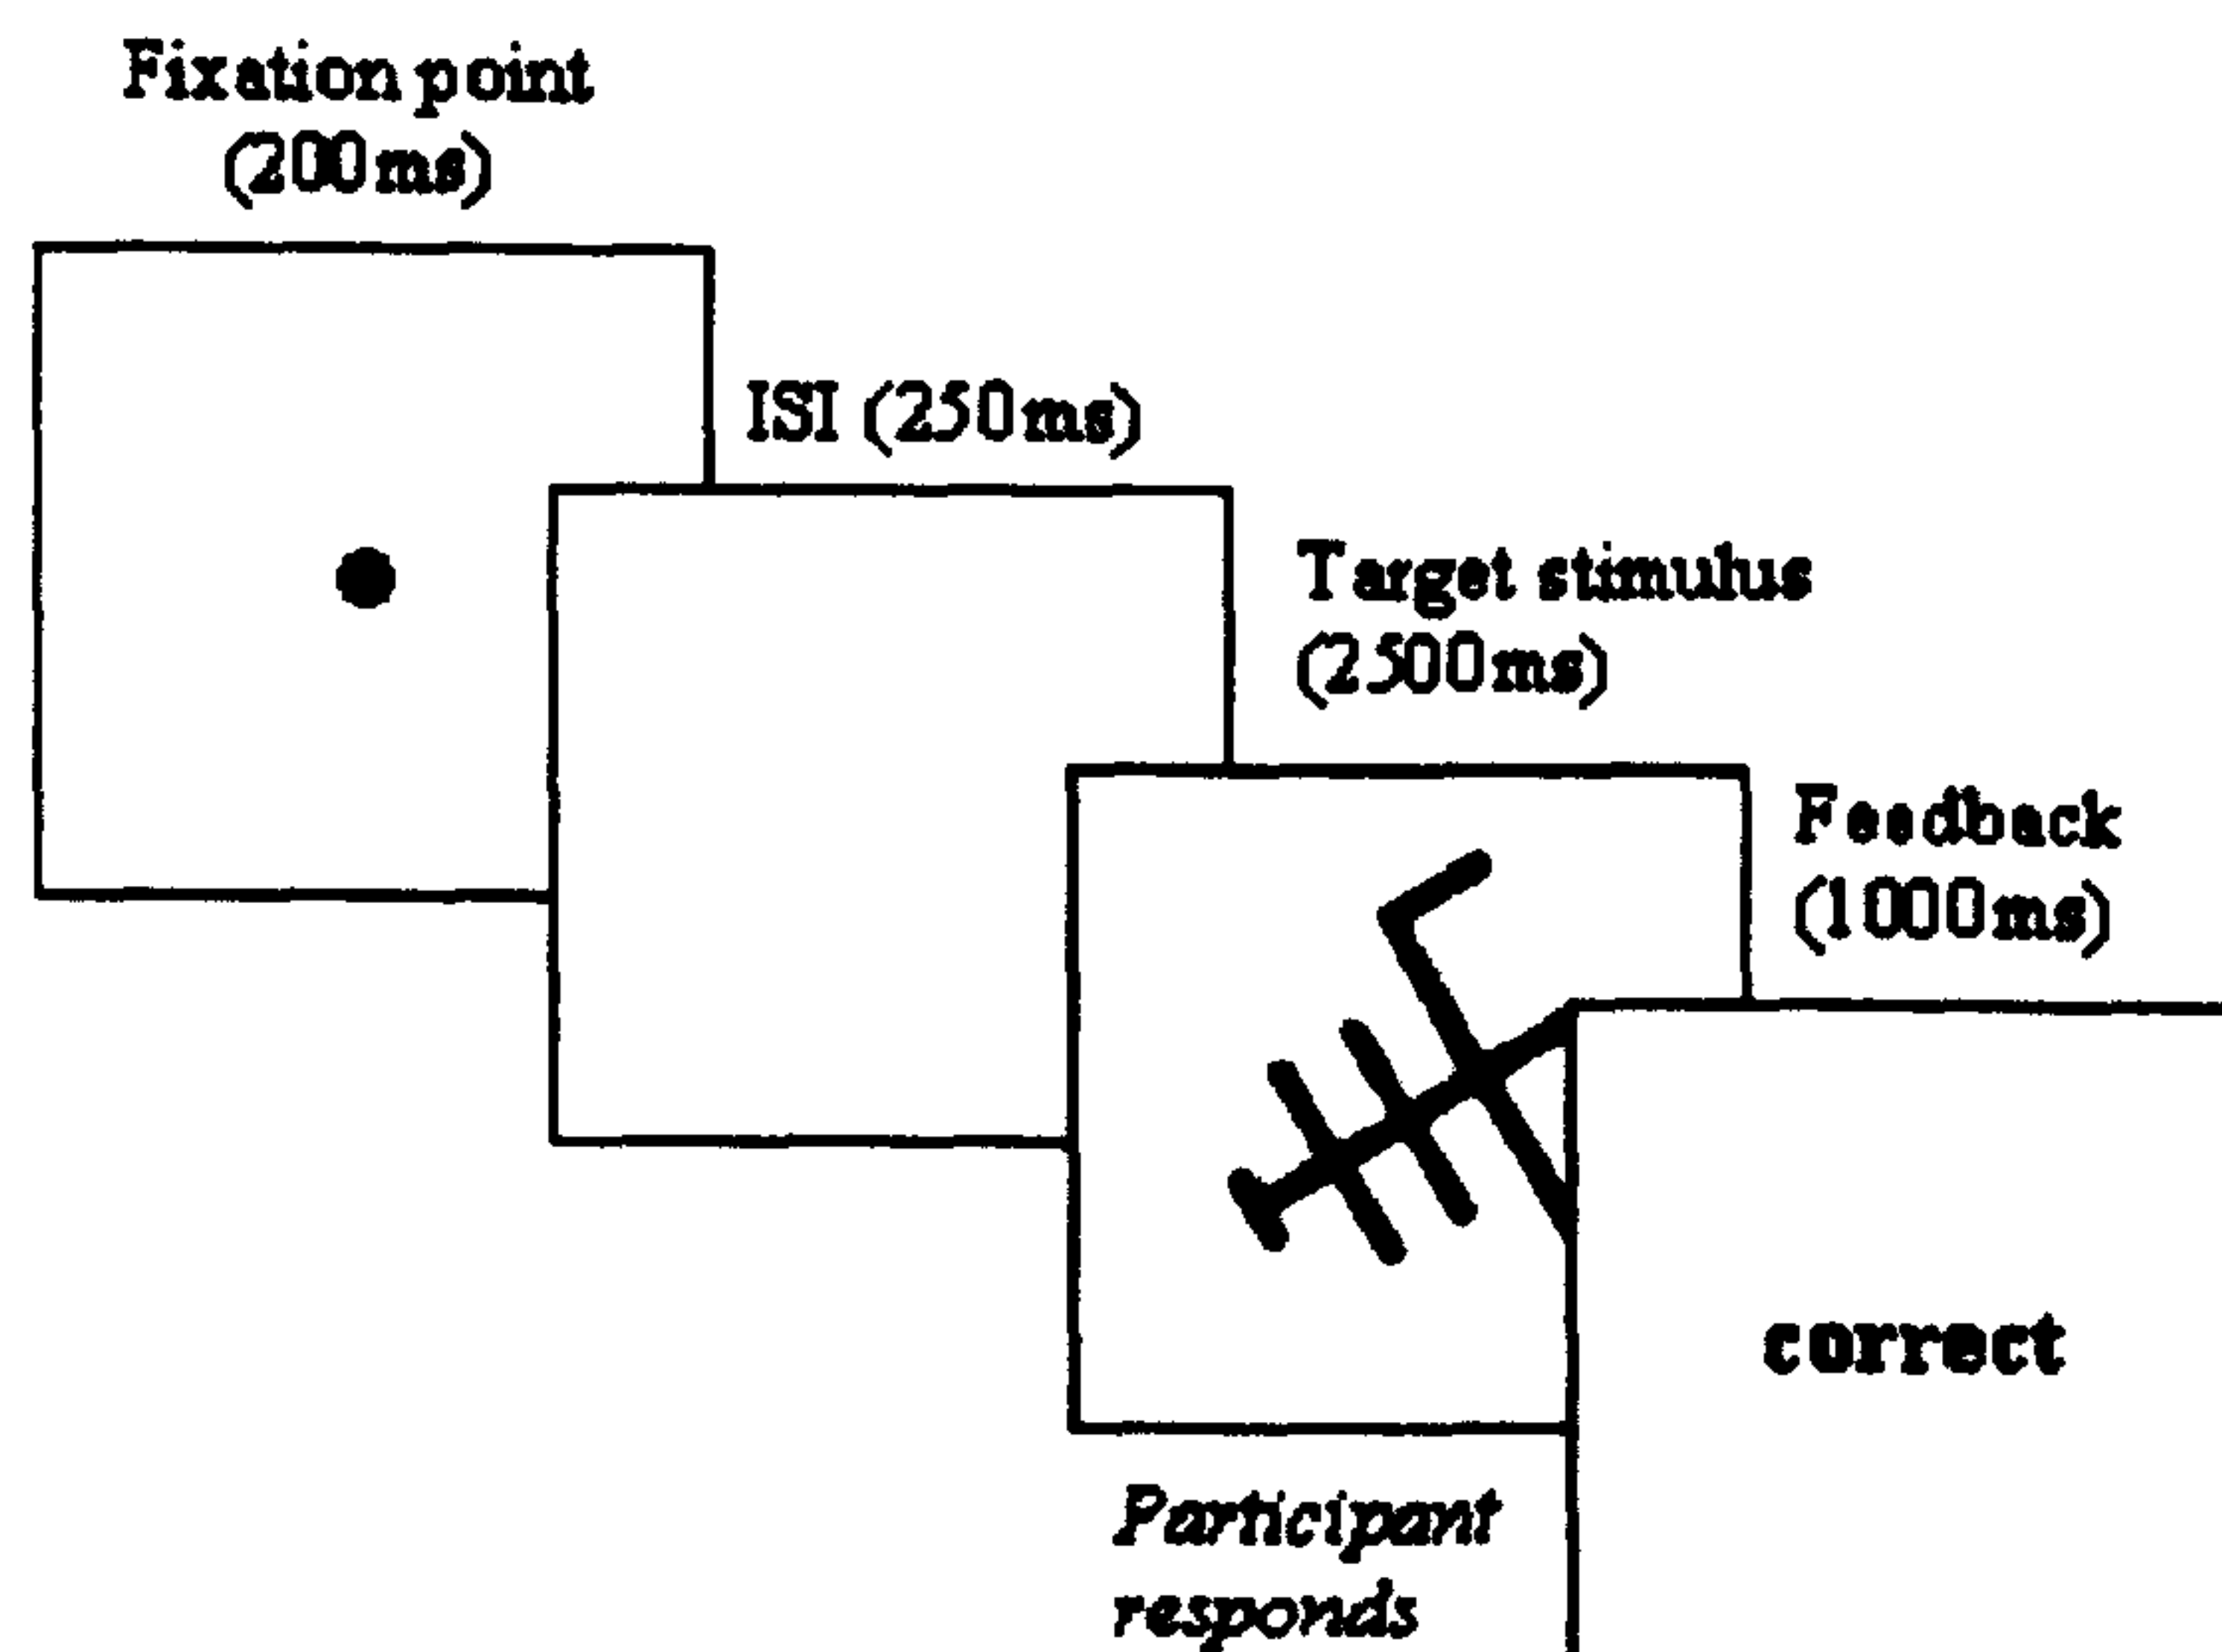 Fixation point
(200ms)
ISI (250ms)
Target stimulus
(2500ms)
Feedback
(1000ms)
correct
Participant
responds